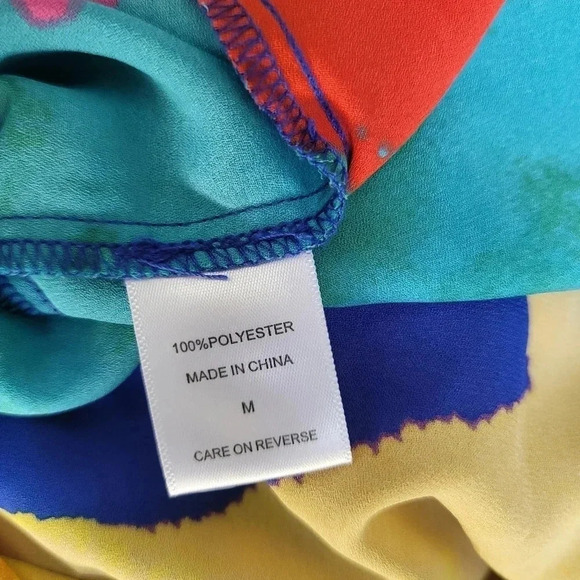 100%POLYESTER
MADE IN CHINA
M
CARE ON REVERSE